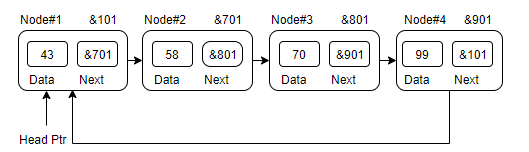 Node#1 &101 Node#2 &701 Node#3 &801 Node#4 &901
43 &701 58 &801 70 &901 99 &101
Data Next Data Next Data Next Data Next
Head Ptr